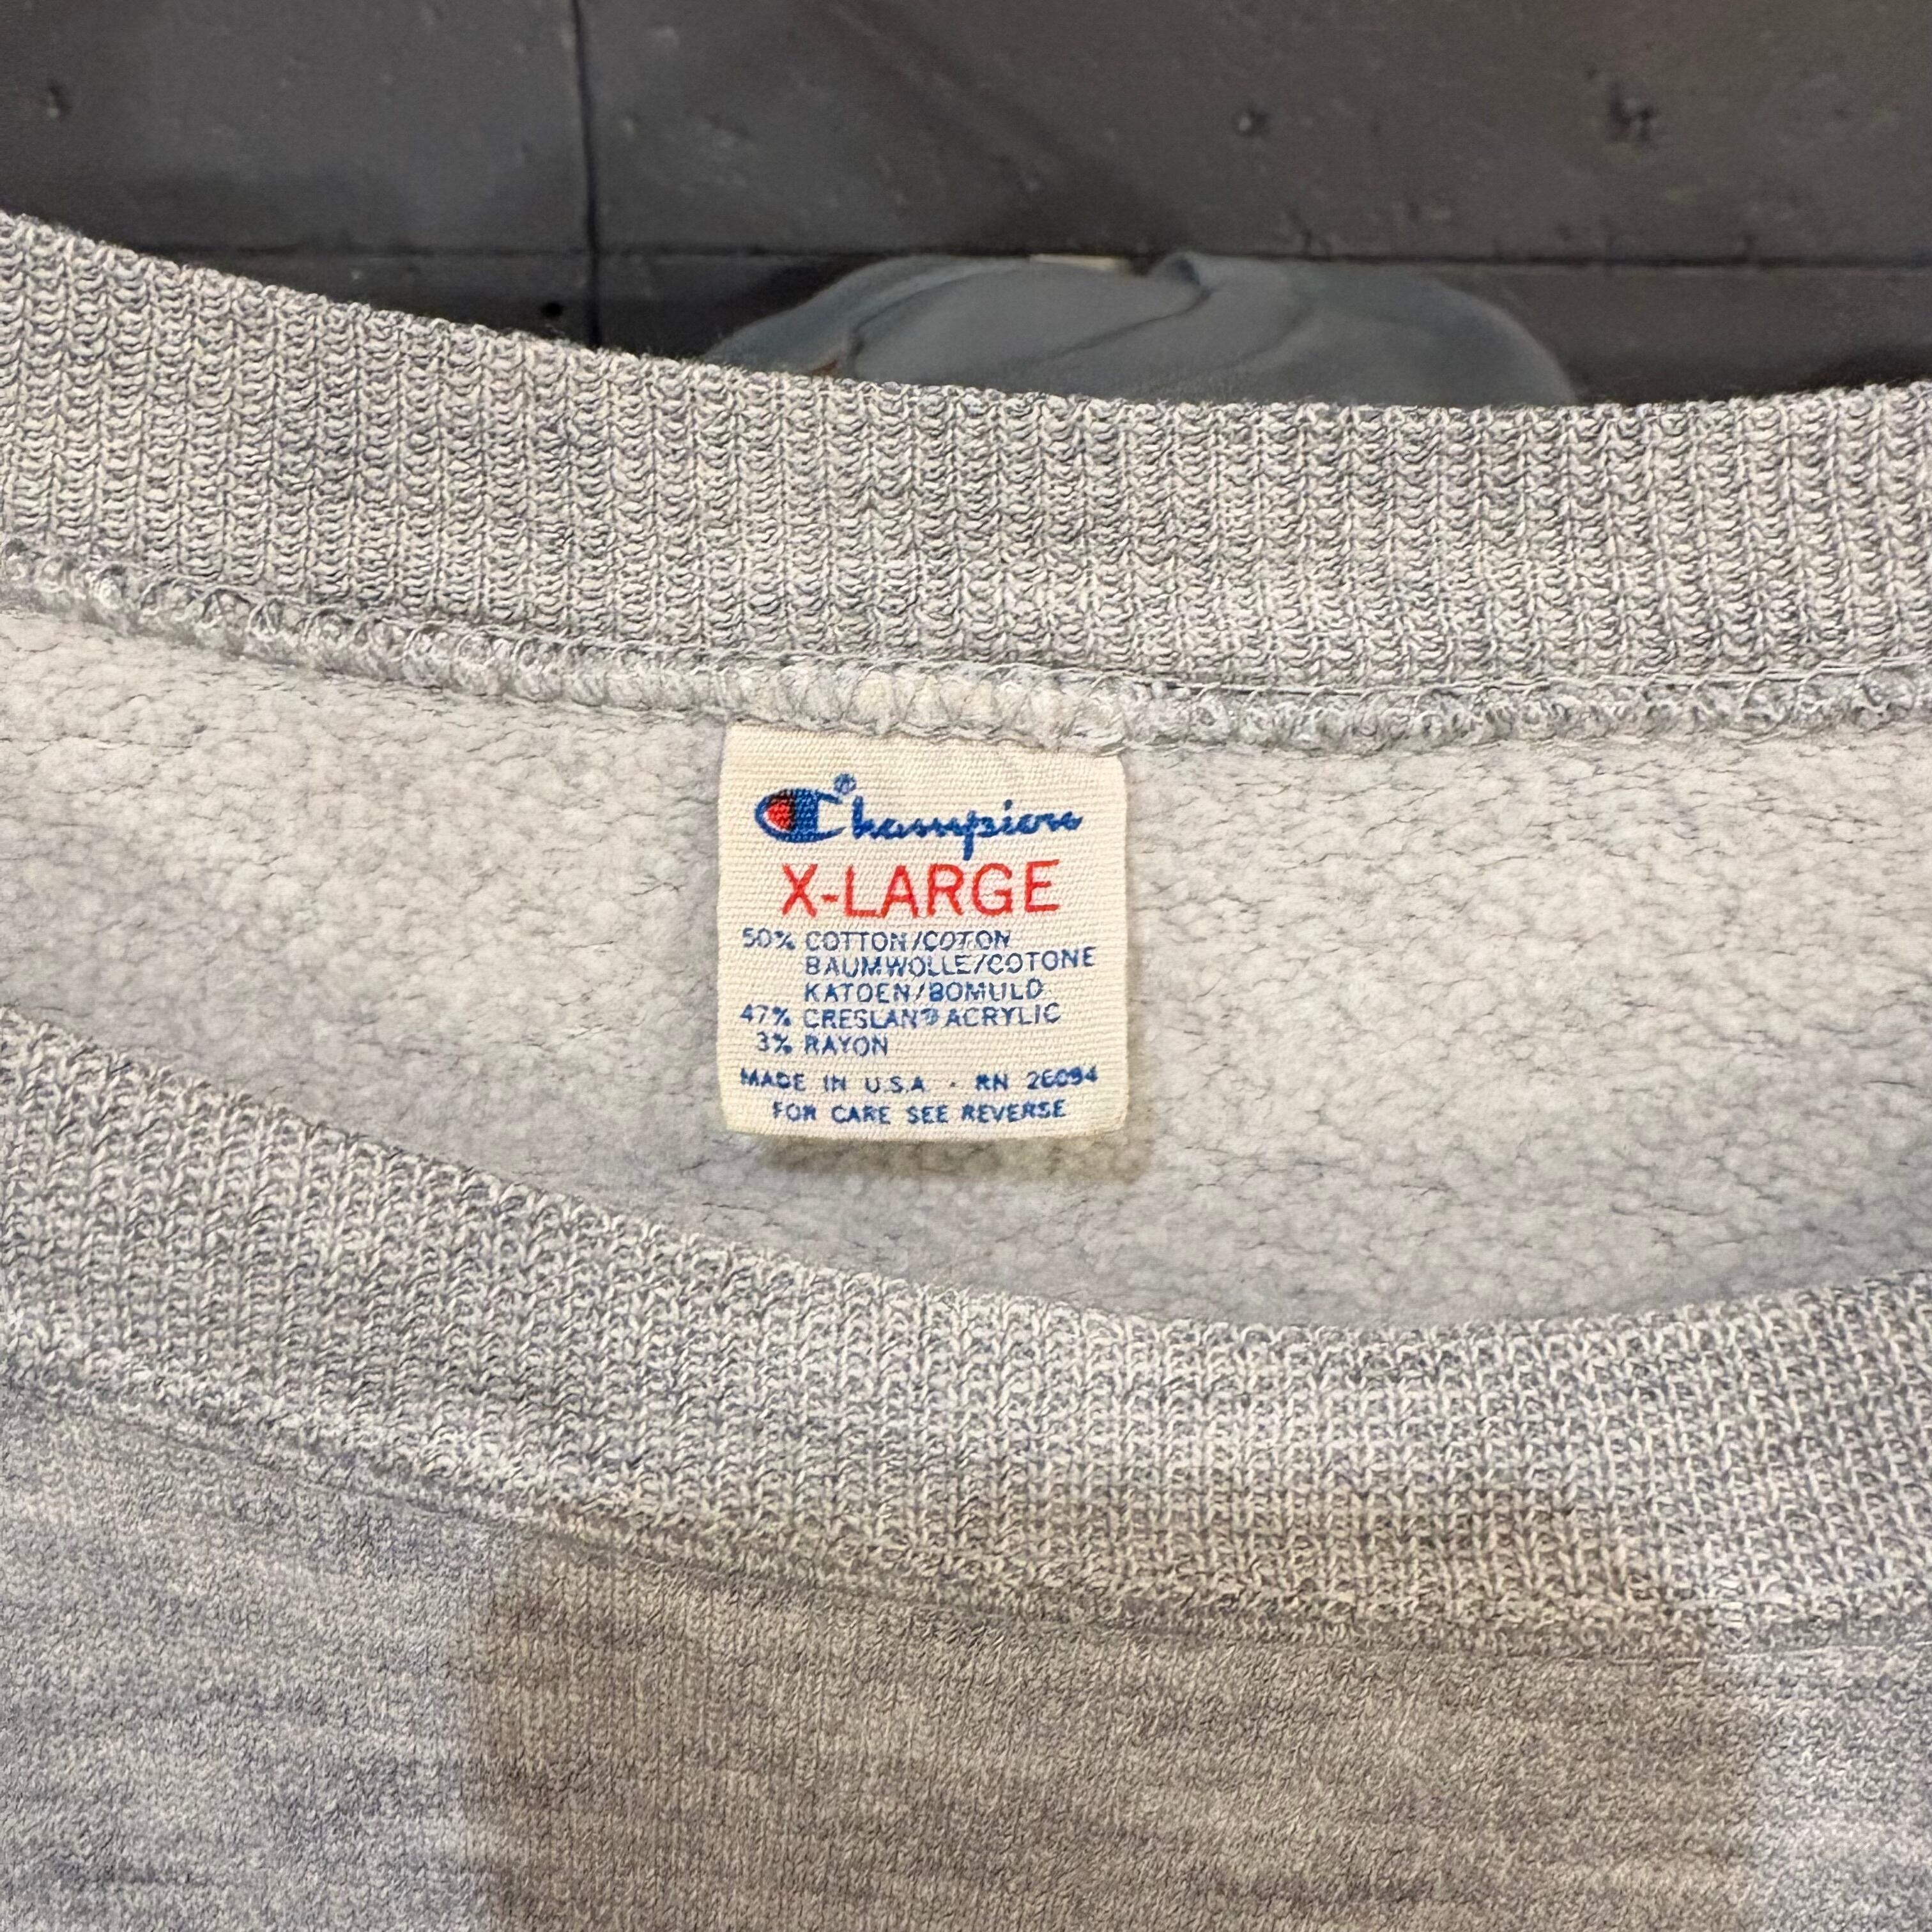 Champion®
X-LARGE
50% COTTON/COTON
BAUMWOLLE/COTONE
KATOEN/BOMULD
47% CRESLAN® ACRYLIC
3% RAYON
MADE IN U.S.A. · RN 26094
FOR CARE SEE REVERSE